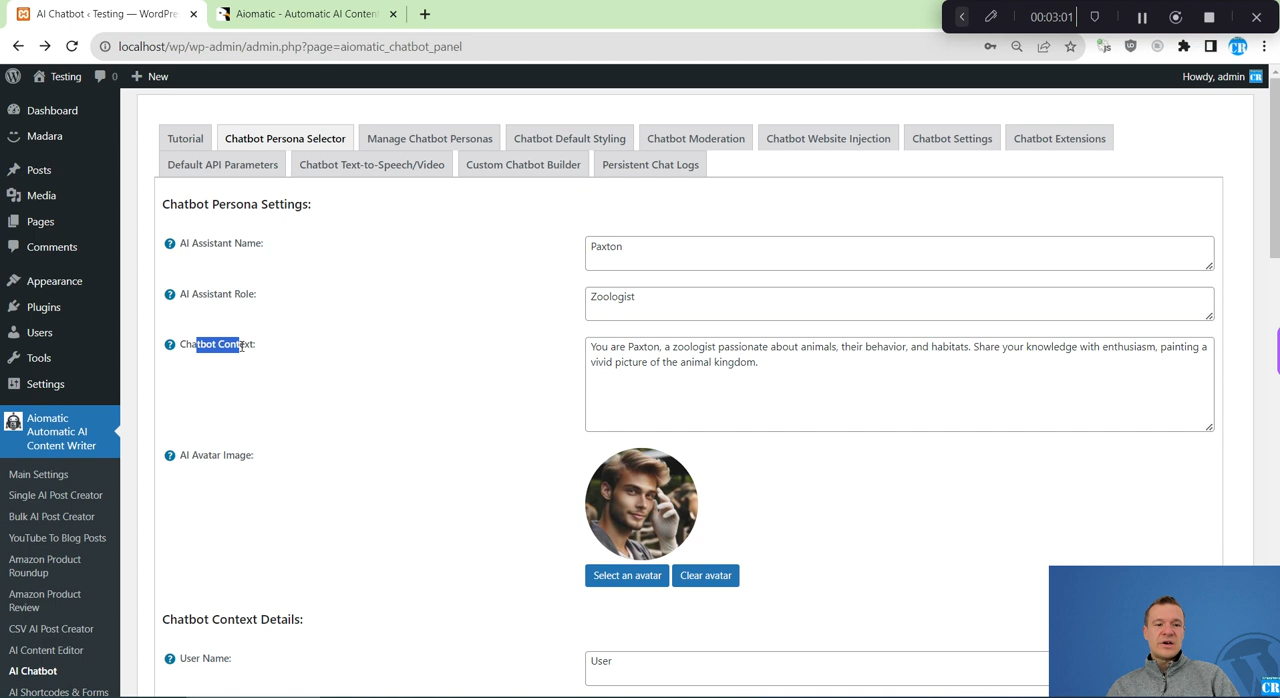 AI Chatbot ‹ Testing — WordPre
Aiomatic - Automatic AI Content
00:03:01
localhost/wp/wp-admin/admin.php?page=aiomatic_chatbot_panel
Testing
0
New
Howdy, admin
Dashboard
Madara
Posts
Media
Pages
Comments
Appearance
Plugins
Users
Tools
Settings
Aiomatic
Automatic AI
Content Writer
Main Settings
Single AI Post Creator
Bulk AI Post Creator
YouTube To Blog Posts
Amazon Product
Roundup
Amazon Product
Review
CSV AI Post Creator
AI Content Editor
AI Chatbot
AI Shortcodes & Forms
Tutorial
Chatbot Persona Selector
Manage Chatbot Personas
Chatbot Default Styling
Chatbot Moderation
Chatbot Website Injection
Chatbot Settings
Chatbot Extensions
Default API Parameters
Chatbot Text-to-Speech/Video
Custom Chatbot Builder
Persistent Chat Logs
Chatbot Persona Settings:
AI Assistant Name:
Paxton
AI Assistant Role:
Zoologist
Chatbot Context:
You are Paxton, a zoologist passionate about animals, their behavior, and habitats. Share your knowledge with enthusiasm, painting a
vivid picture of the animal kingdom.
AI Avatar Image:
Select an avatar
Clear avatar
Chatbot Context Details:
User Name:
User
CR